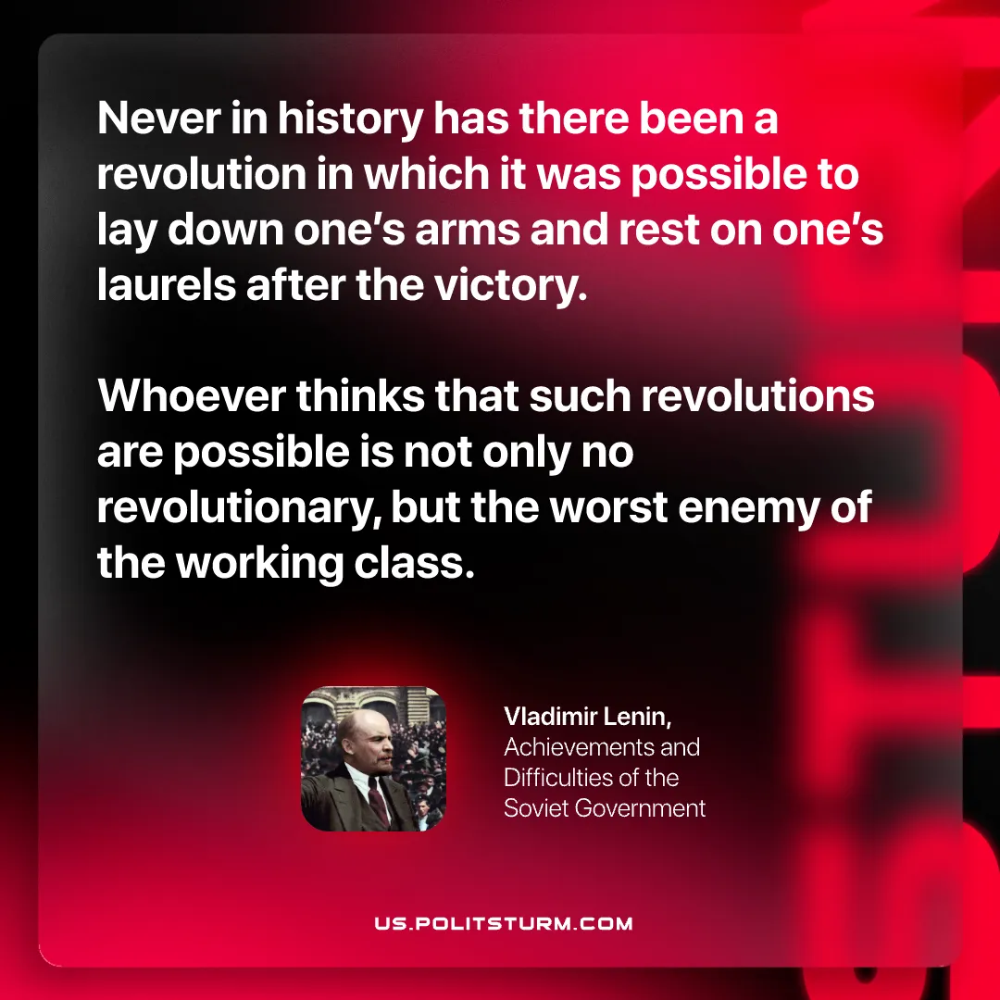 Never in history has there been a
revolution in which it was possible to
lay down one’s arms and rest on one’s
laurels after the victory.
Whoever thinks that such revolutions
are possible is not only no
revolutionary, but the worst enemy of
the working class.
Vladimir Lenin,
Achievements and
Difficulties of the
Soviet Government
US.POLITSTURM.COM